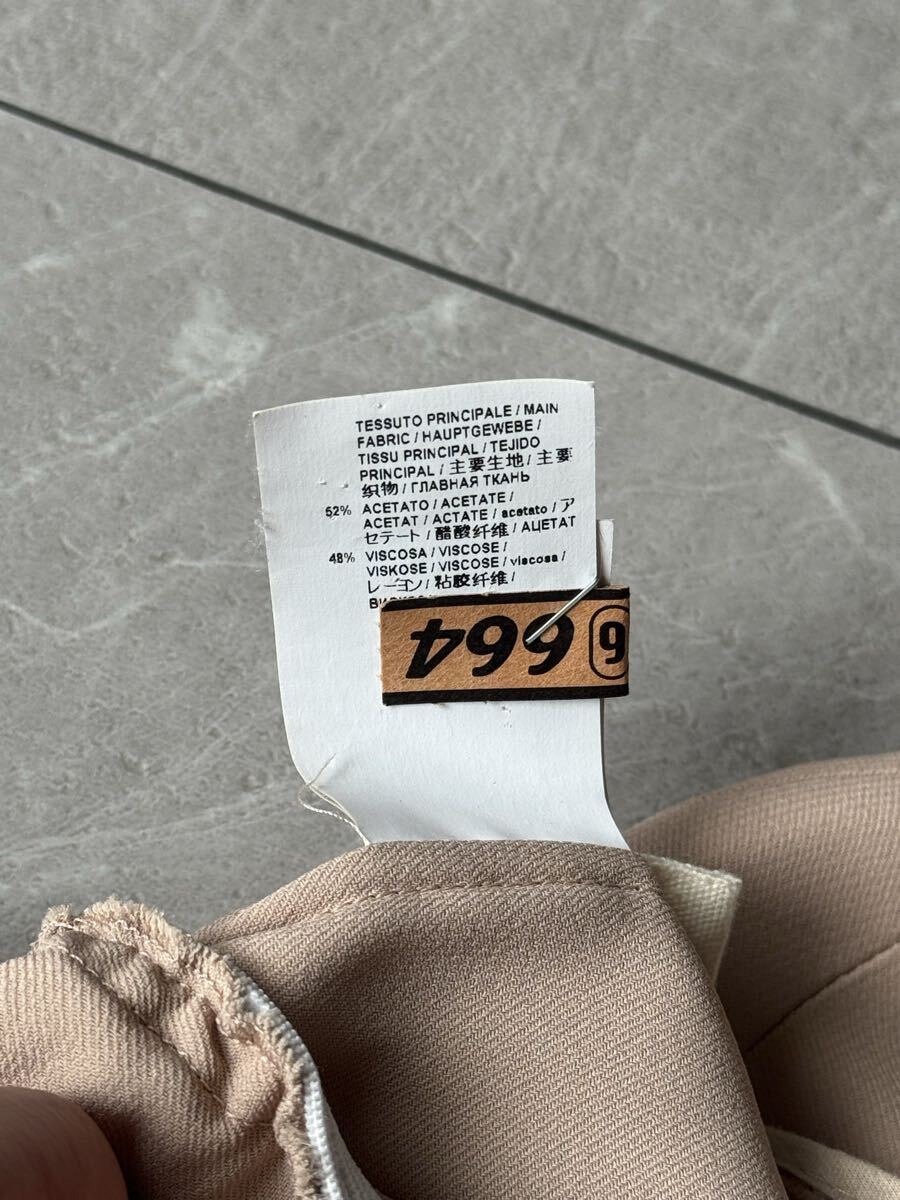 TESSUTO PRINCIPALE / MAIN
FABRIC / HAUPTGEWEBE /
TISSU PRINCIPAL / TEJIDO
PRINCIPAL / 主要生地 / 主要
织物 / ГЛАВНАЯ ТКАНЬ
52% ACETATO / ACETATE /
ACETAT / ACTATE / acetato / ア
セテート / 醋酸纤维 / АЦЕТАТ
48% VISCOSA / VISCOSE /
VISKOSE / VISCOSE / viscosa /
レーヨン / 粘胶纤维 /
664
6